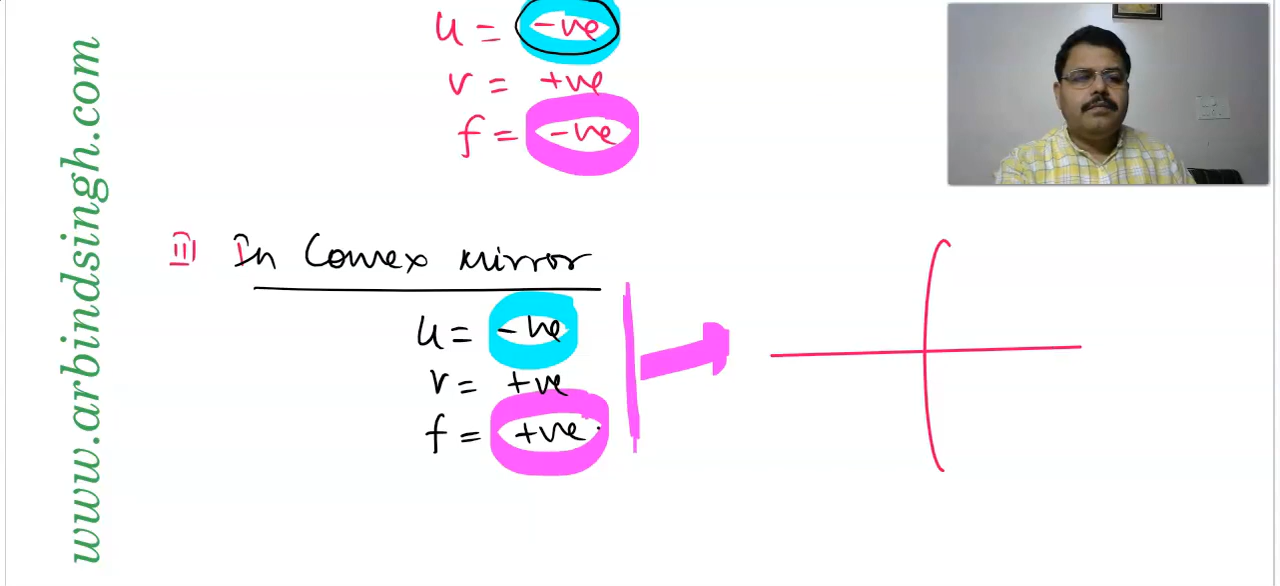 www.arbindsingh.com
u = -ve
v = +ve
f = -ve
II) In Convex mirror
u = -ve
v = +ve
f = +ve